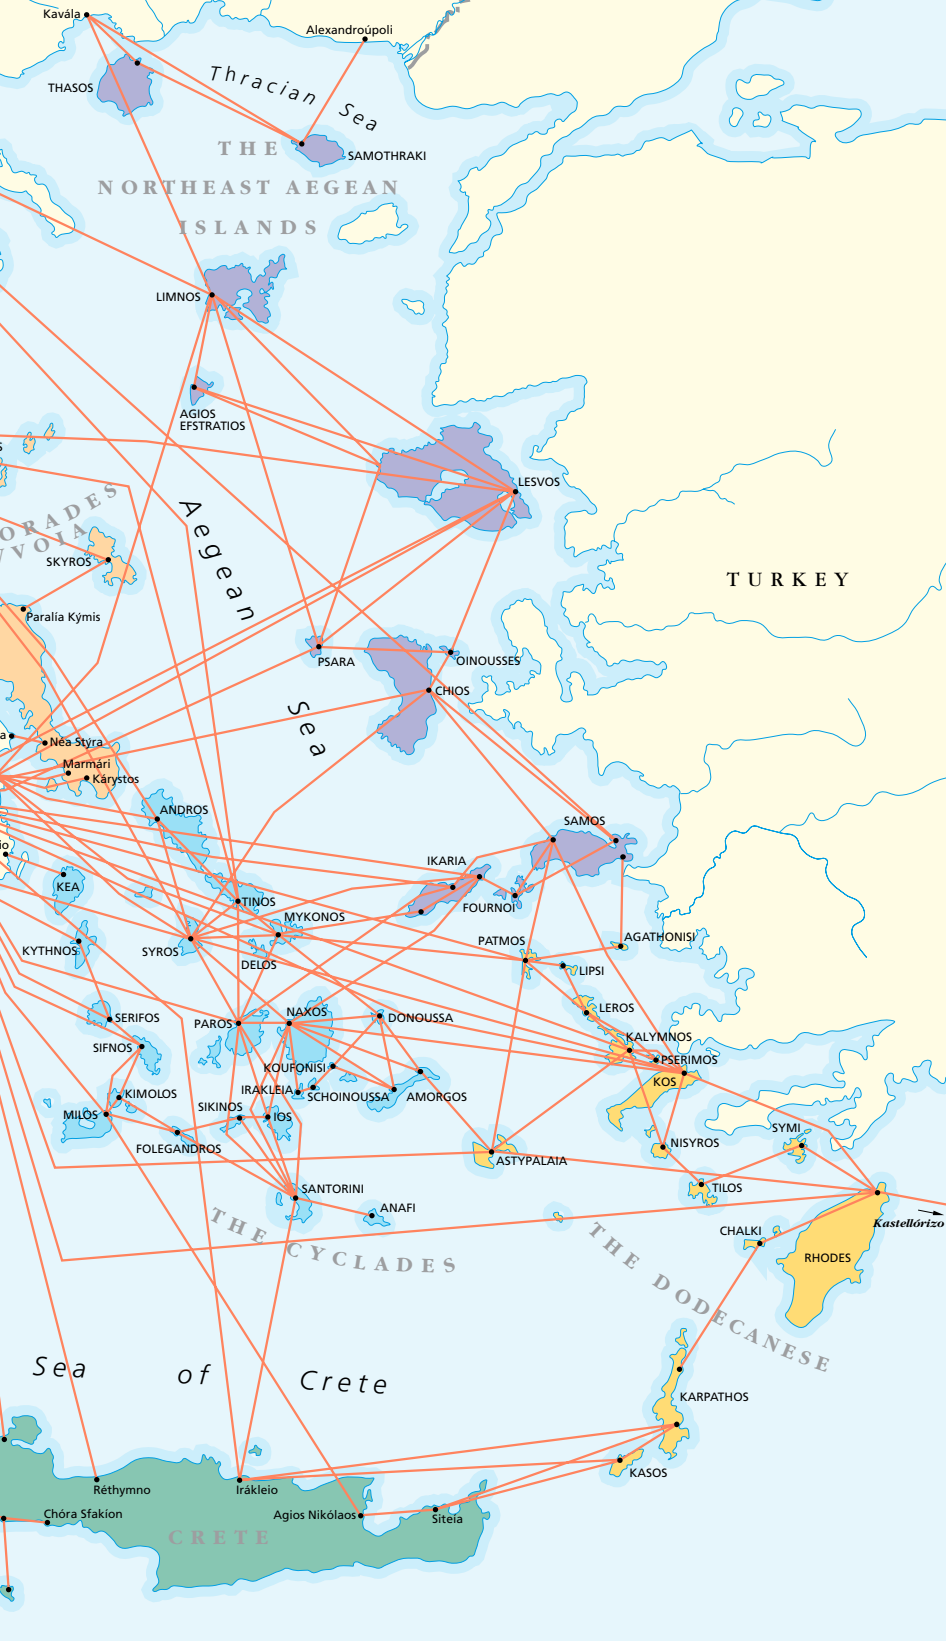 Kavála
Alexandroúpoli
THASOS
Thracian Sea
SAMOTHRAKI
THE
NORTHEAST AEGEAN
ISLANDS
LIMNOS
AGIOS
EFSTRATIOS
LESVOS
Aegean
Sea
SKYROS
Paralía Kýmis
TURKEY
PSARA
OINOUSSES
CHIOS
Néa Stýra
Marmári
Kárystos
ANDROS
SAMOS
IKARIA
KEA
TINOS
FOURNOI
MYKONOS
KYTHNOS
SYROS
DELOS
PATMOS
AGATHONISI
LIPSI
SERIFOS
PAROS
NAXOS
DONOUSSA
LEROS
SIFNOS
KALYMNOS
PSERIMOS
KOUFONISI
KOS
IRAKLEIA
SCHOINOUSSA
AMORGOS
KIMOLOS
MILOS
SIKINOS
IOS
FOLEGANDROS
ASTYPALAIA
NISYROS
SYMI
SANTORINI
TILOS
ANAFI
THE CYCLADES
CHALKI
Kastellórizo
RHODES
THE DODECANESE
Sea of Crete
KARPATHOS
KASOS
Réthymno
Irákleio
Agios Nikólaos
Siteía
Chóra Sfakíon
CRETE